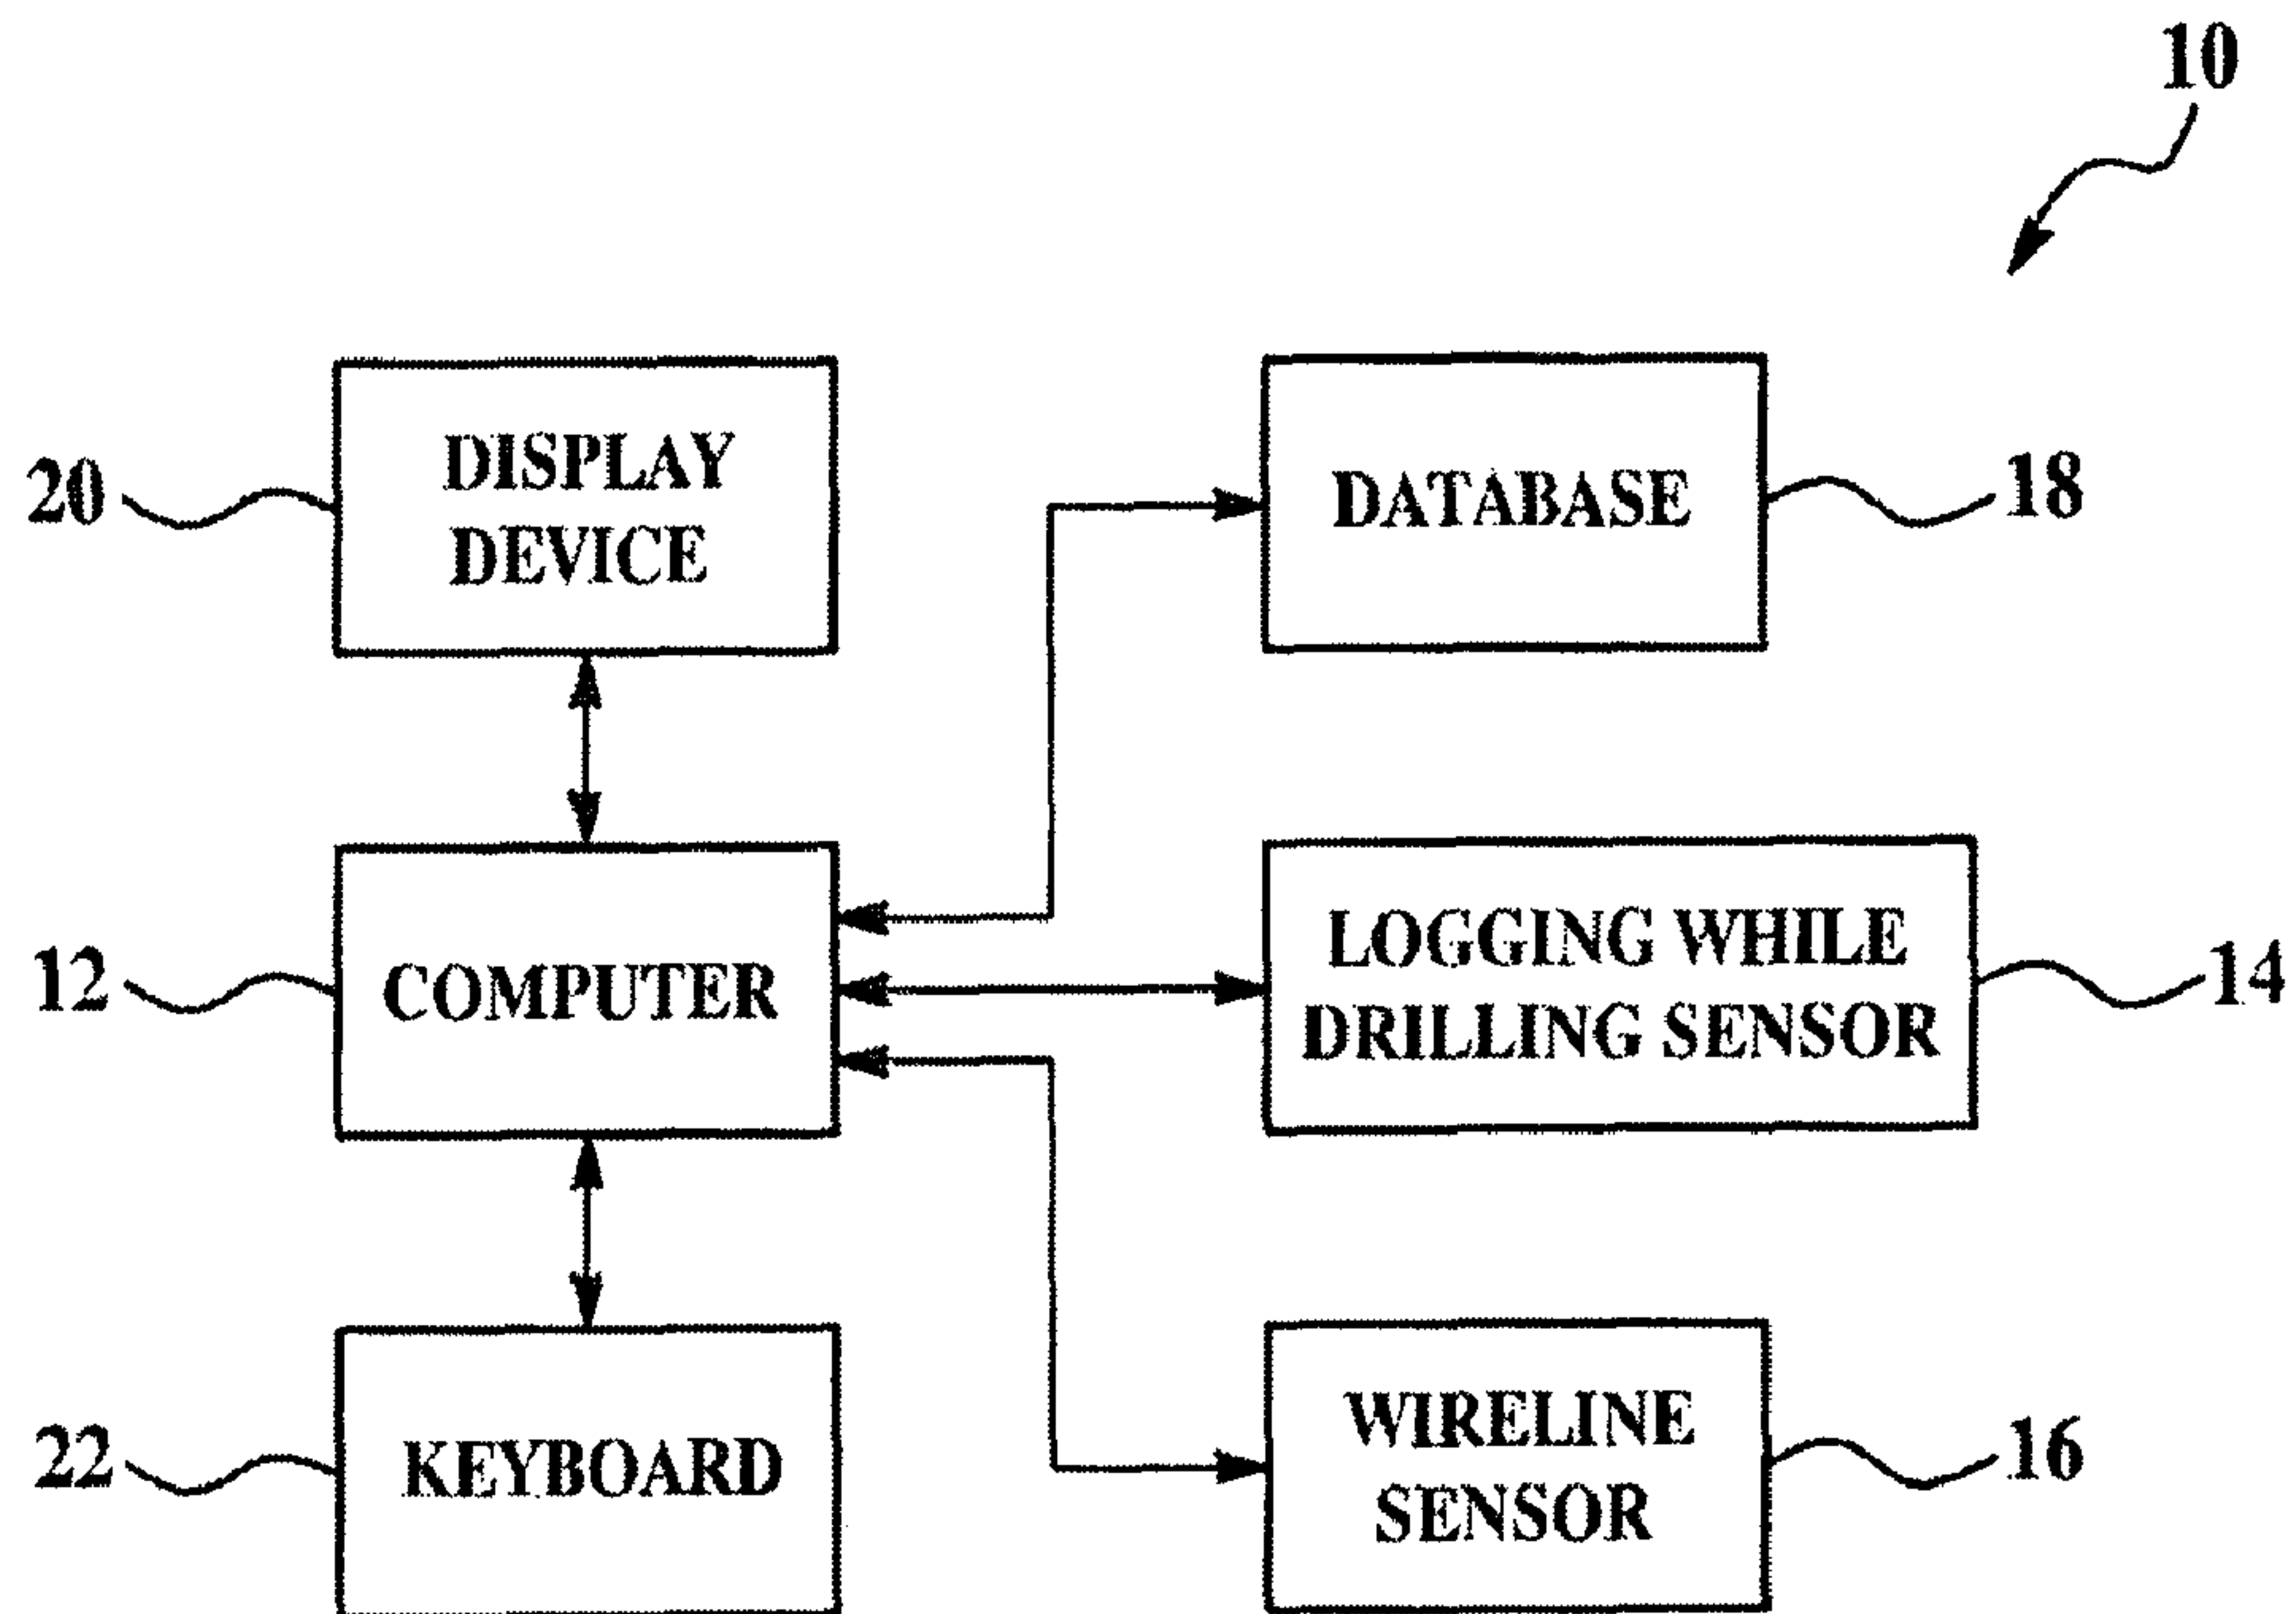 10
DISPLAY
DEVICE
20
DATABASE
18
COMPUTER
12
LOGGING WHILE
DRILLING SENSOR
14
KEYBOARD
22
WIRELINE
SENSOR
16